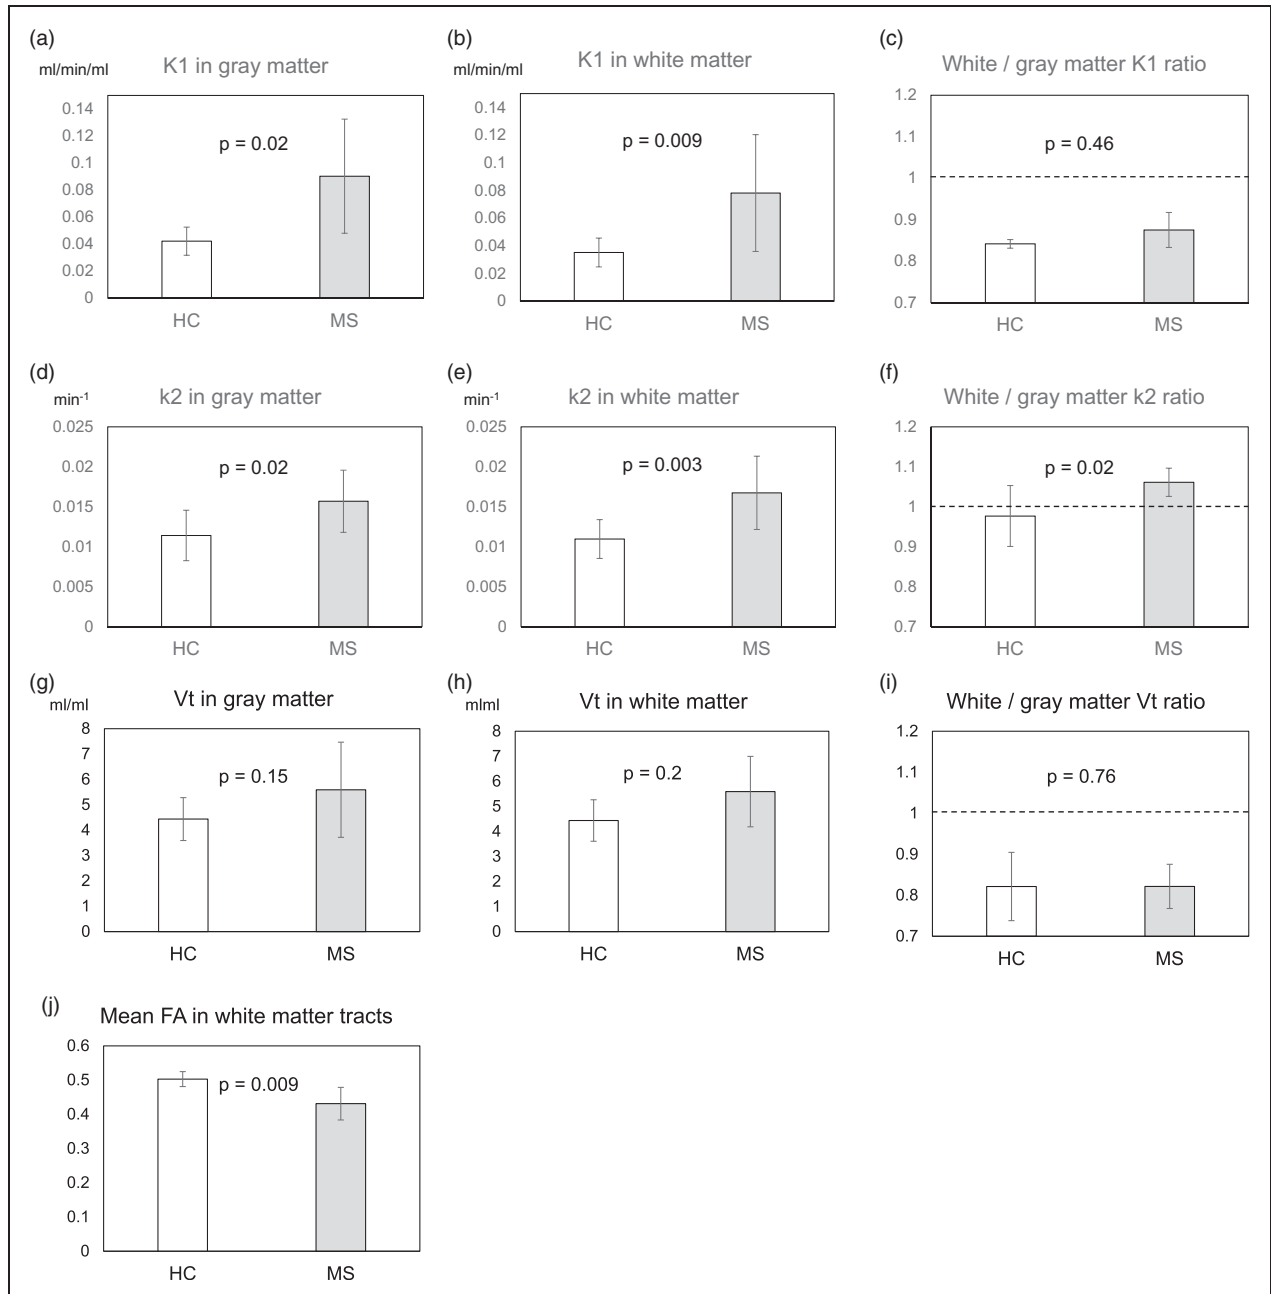 (a)
K1 in gray matter
ml/min/ml
0.14
0.12
0.1
0.08
0.06
0.04
0.02
0
p = 0.02
HC MS
(b)
K1 in white matter
ml/min/ml
0.14
0.12
0.1
0.08
0.06
0.04
0.02
0
p = 0.009
HC MS
(c)
White / gray matter K1 ratio
1.2
1.1
1
0.9
0.8
0.7
p = 0.46
HC MS
(d)
k2 in gray matter
min-1
0.025
0.02
0.015
0.01
0.005
0
p = 0.02
HC MS
(e)
k2 in white matter
min-1
0.025
0.02
0.015
0.01
0.005
0
p = 0.003
HC MS
(f)
White / gray matter k2 ratio
1.2
1.1
1
0.9
0.8
0.7
p = 0.02
HC MS
(g)
Vt in gray matter
ml/ml
8
7
6
5
4
3
2
1
0
p = 0.15
HC MS
(h)
Vt in white matter
mlml
8
7
6
5
4
3
2
1
0
p = 0.2
HC MS
(i)
White / gray matter Vt ratio
1.2
1.1
1
0.9
0.8
0.7
p = 0.76
HC MS
(j)
Mean FA in white matter tracts
0.6
0.5
0.4
0.3
0.2
0.1
0
p = 0.009
HC MS